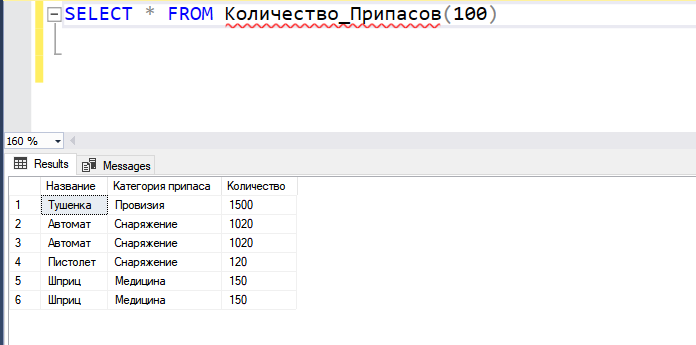 SELECT * FROM Количество_Припасов(100)
160 %
Results Messages
Название Категория припаса Количество
1 Тушенка Провизия 1500
2 Автомат Снаряжение 1020
3 Автомат Снаряжение 1020
4 Пистолет Снаряжение 120
5 Шприц Медицина 150
6 Шприц Медицина 150